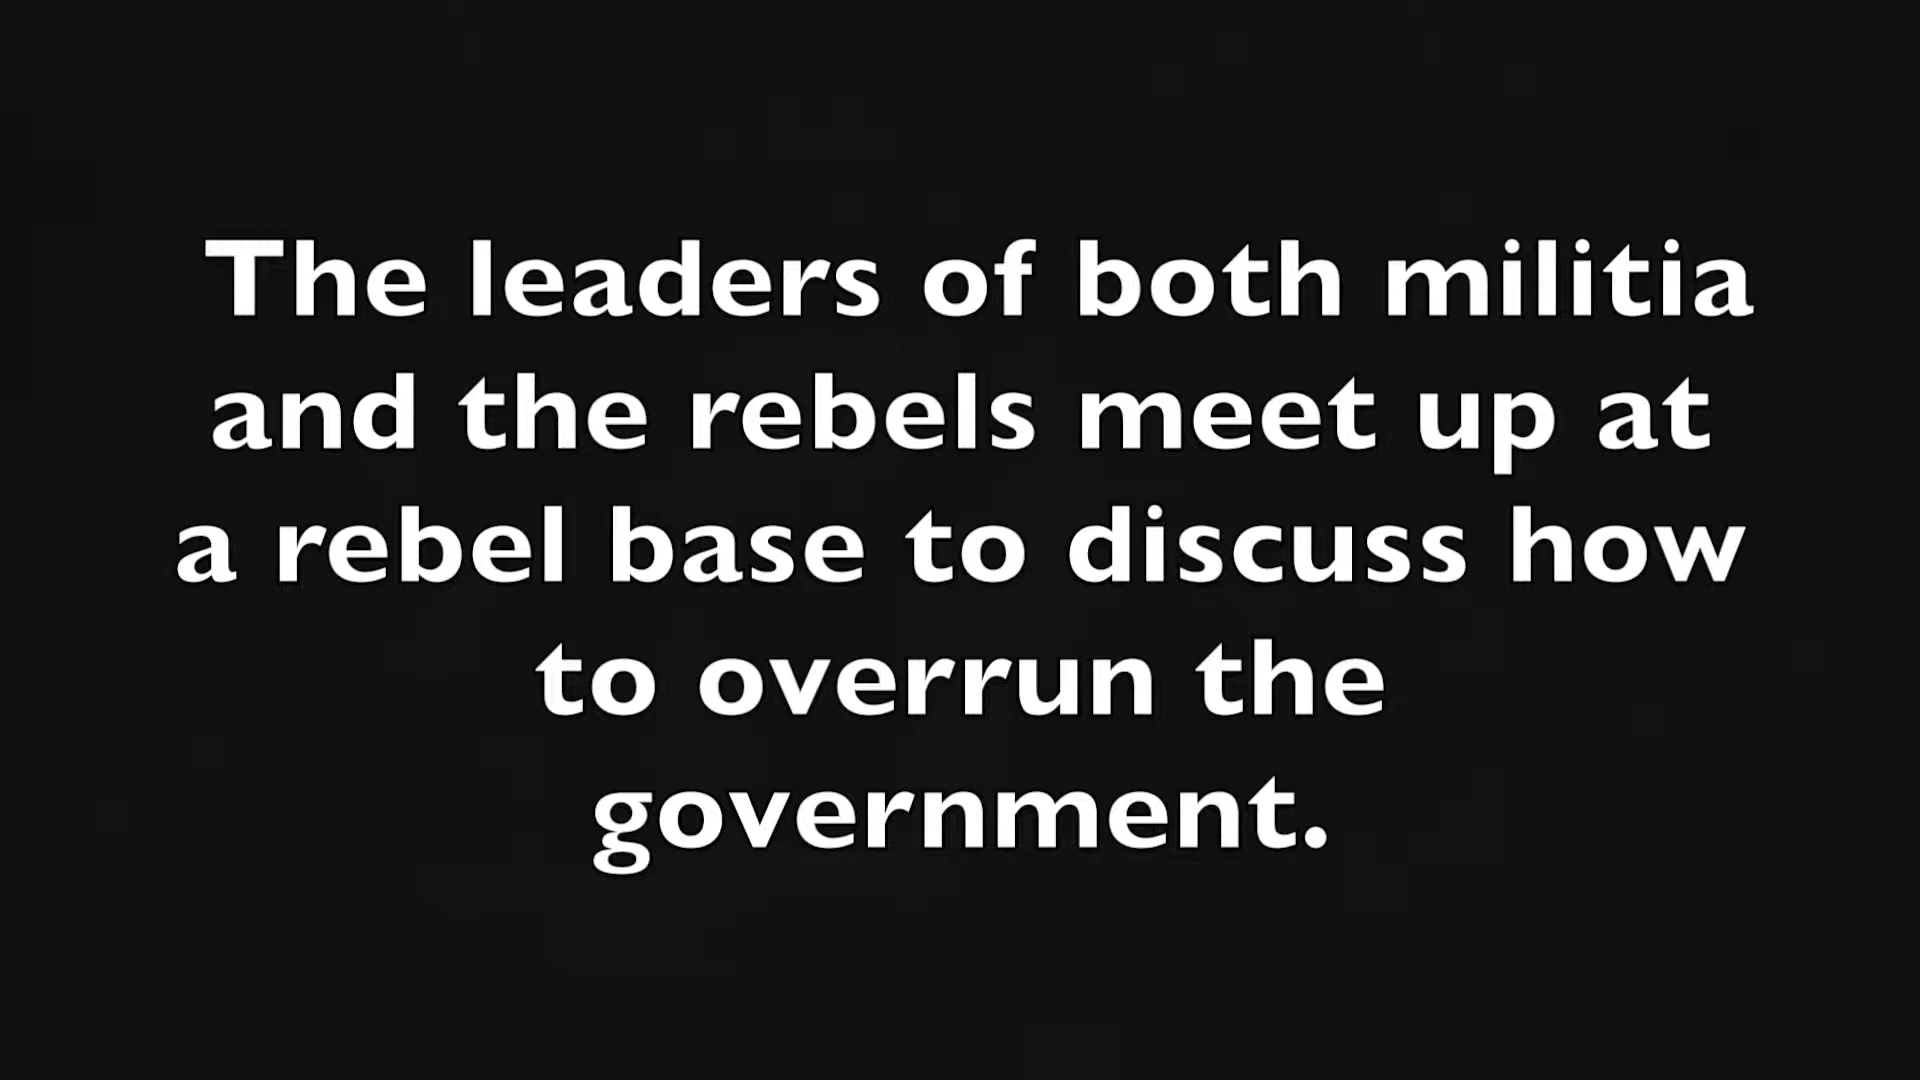 The leaders of both militia
and the rebels meet up at
a rebel base to discuss how
to overrun the
government.